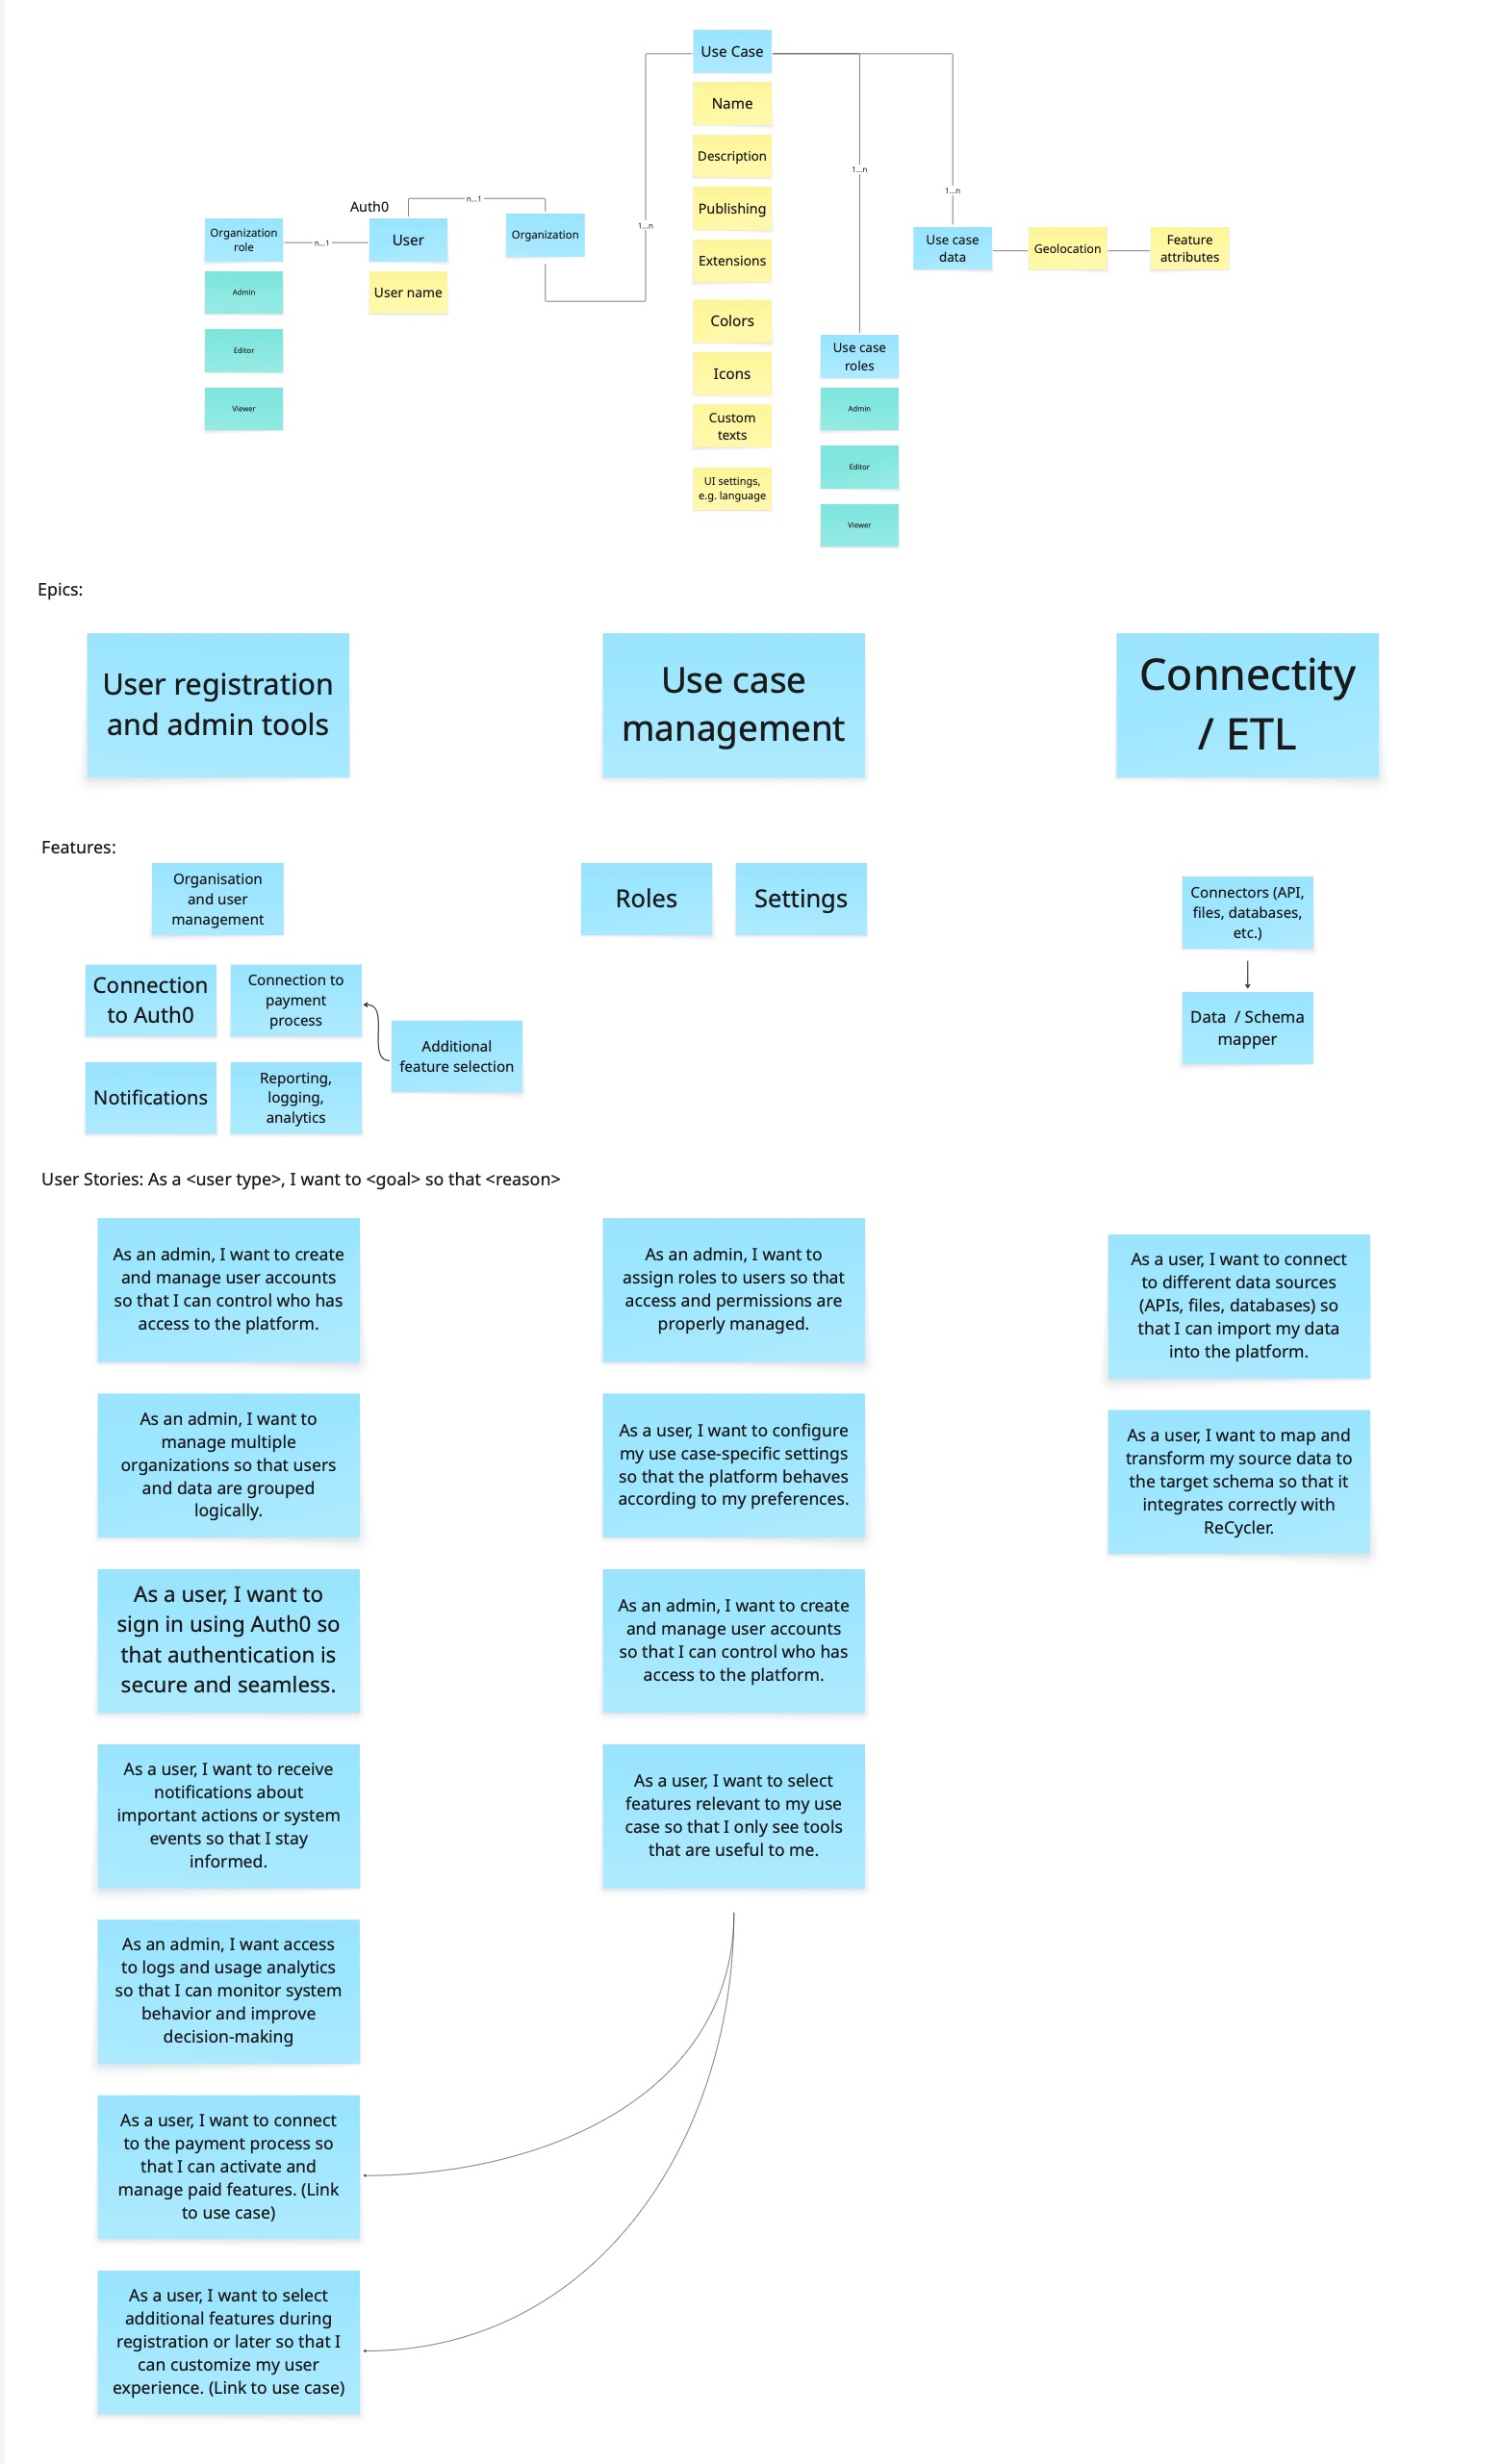 Use Case
Name
Description
Publishing
Extensions
Colors
Icons
Custom
texts
UI settings,
e.g. language
Organization
role
n...1
Auth0
User
User name
n...1
Organization
1...n
Admin
Editor
Viewer
1...n
Use case
roles
Admin
Editor
Viewer
1...n
Use case
data
Geolocation
Feature
attributes
Epics:
User registration
and admin tools
Use case
management
Connectity
/ ETL
Features:
Organisation
and user
management
Connection
to Auth0
Connection to
payment
process
Additional
feature selection
Notifications
Reporting,
logging,
analytics
Roles
Settings
Connectors (API,
files, databases,
etc.)
Data / Schema
mapper
User Stories: As a <user type>, I want to <goal> so that <reason>
As an admin, I want to create
and manage user accounts
so that I can control who has
access to the platform.
As an admin, I want to
manage multiple
organizations so that users
and data are grouped
logically.
As a user, I want to
sign in using Auth0 so
that authentication is
secure and seamless.
As a user, I want to receive
notifications about
important actions or system
events so that I stay
informed.
As an admin, I want access
to logs and usage analytics
so that I can monitor system
behavior and improve
decision-making
As a user, I want to connect
to the payment process so
that I can activate and
manage paid features. (Link
to use case)
As a user, I want to select
additional features during
registration or later so that I
can customize my user
experience. (Link to use case)
As an admin, I want to
assign roles to users so that
access and permissions are
properly managed.
As a user, I want to configure
my use case-specific settings
so that the platform behaves
according to my preferences.
As an admin, I want to create
and manage user accounts
so that I can control who has
access to the platform.
As a user, I want to select
features relevant to my use
case so that I only see tools
that are useful to me.
As a user, I want to connect
to different data sources
(APIs, files, databases) so
that I can import my data
into the platform.
As a user, I want to map and
transform my source data to
the target schema so that it
integrates correctly with
ReCycler.